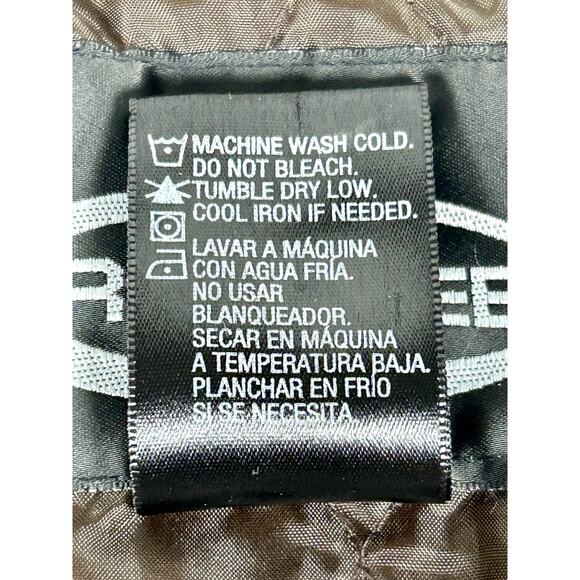 MACHINE WASH COLD.
DO NOT BLEACH.
TUMBLE DRY LOW.
COOL IRON IF NEEDED.
LAVAR A MÁQUINA
CON AGUA FRÍA.
NO USAR
BLANQUEADOR.
SECAR EN MÁQUINA
A TEMPERATURA BAJA.
PLANCHAR EN FRÍO
SI SE NECESITA.